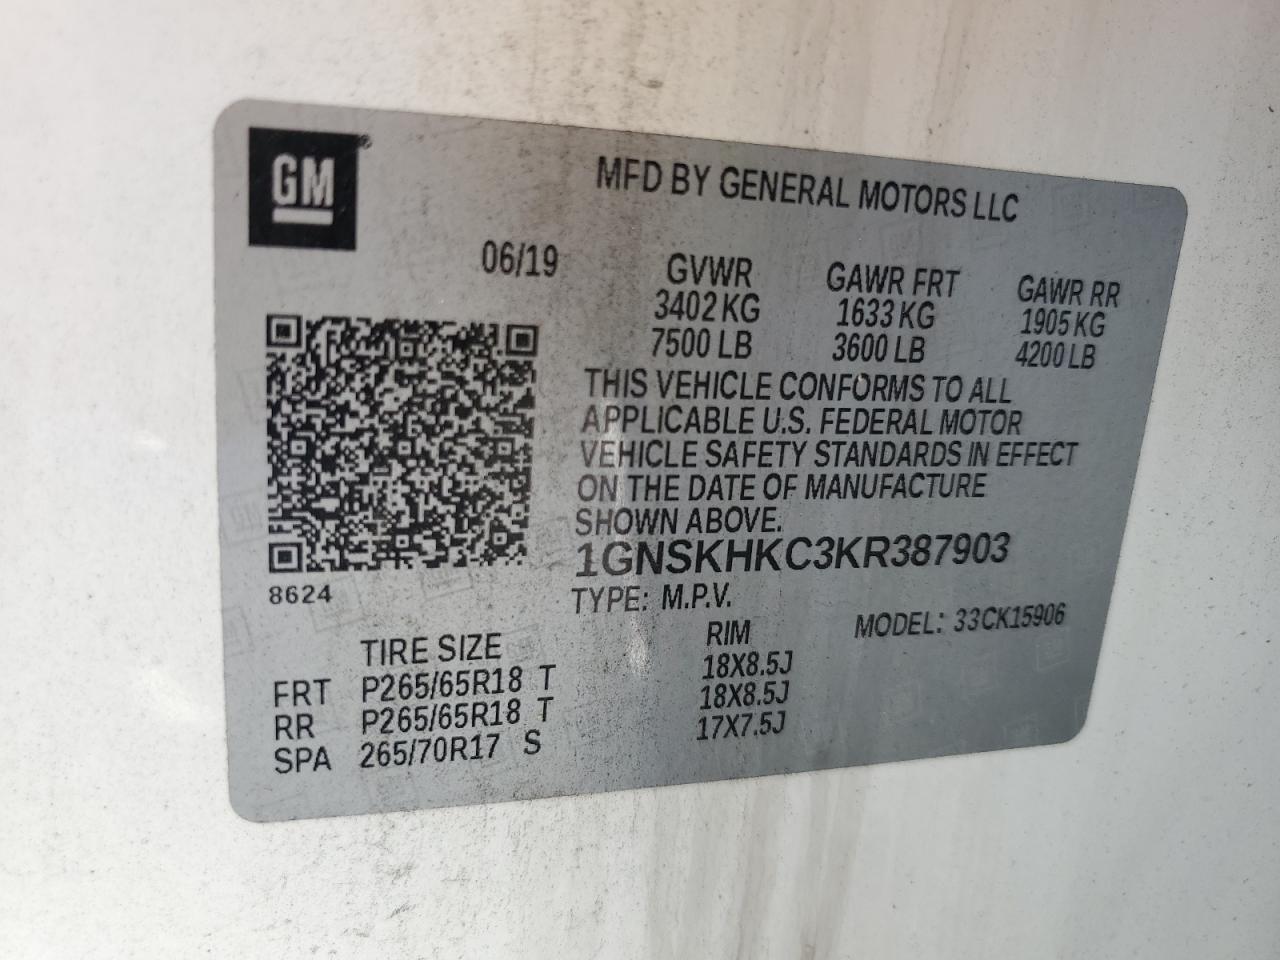 GM
MFD BY GENERAL MOTORS LLC
06/19
GVWR GAWR FRT GAWR RR
3402 KG 1633 KG 1905 KG
7500 LB 3600 LB 4200 LB
THIS VEHICLE CONFORMS TO ALL
APPLICABLE U.S. FEDERAL MOTOR
VEHICLE SAFETY STANDARDS IN EFFECT
ON THE DATE OF MANUFACTURE
SHOWN ABOVE.
1GNSKHKC3KR387903
8624
TYPE: M.P.V. MODEL: 33CK15906
TIRE SIZE RIM
FRT P265/65R18 T 18X8.5J
RR P265/65R18 T 18X8.5J
SPA 265/70R17 S 17X7.5J